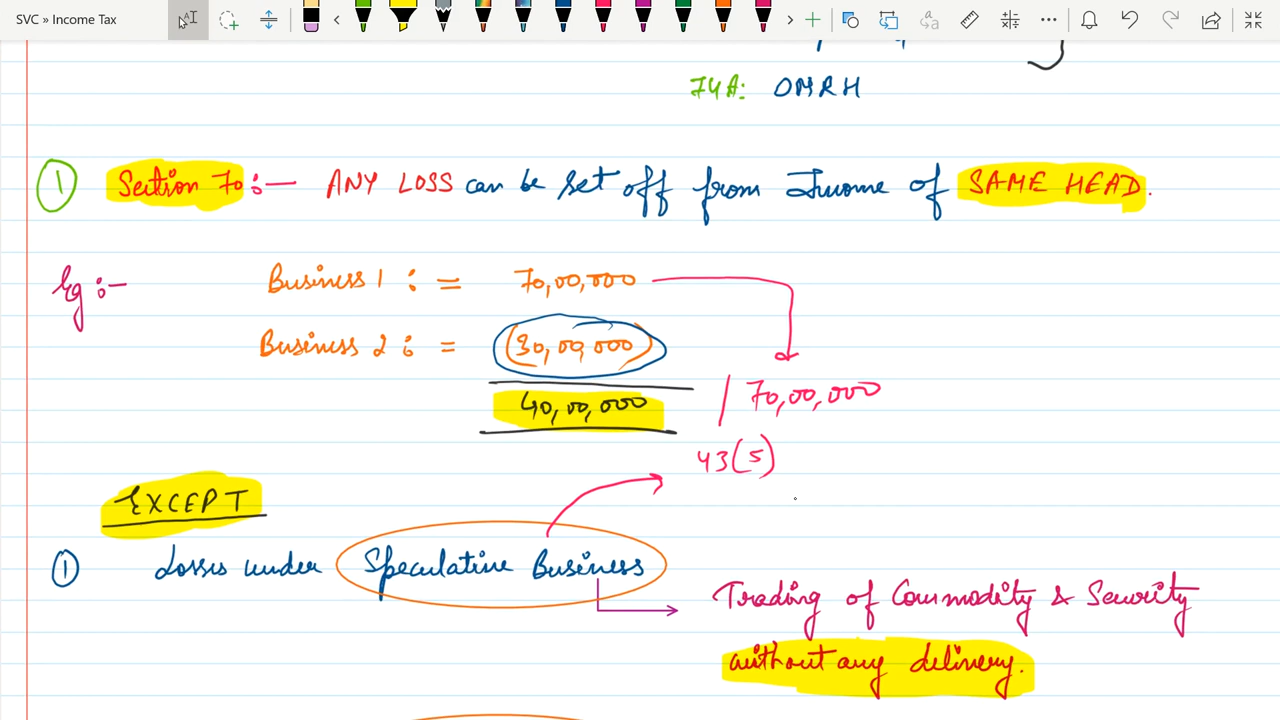 SVC » Income Tax
74A: OMRH
① Section 70:- ANY LOSS can be set off from Income of SAME HEAD.
Eg:- Business 1 : = 70,00,000
Business 2 : = (30,00,000)
40,00,000 / 70,00,000
43(5)
EXCEPT
① Losses under Speculative Business
Trading of Commodity & Security
without any delivery.